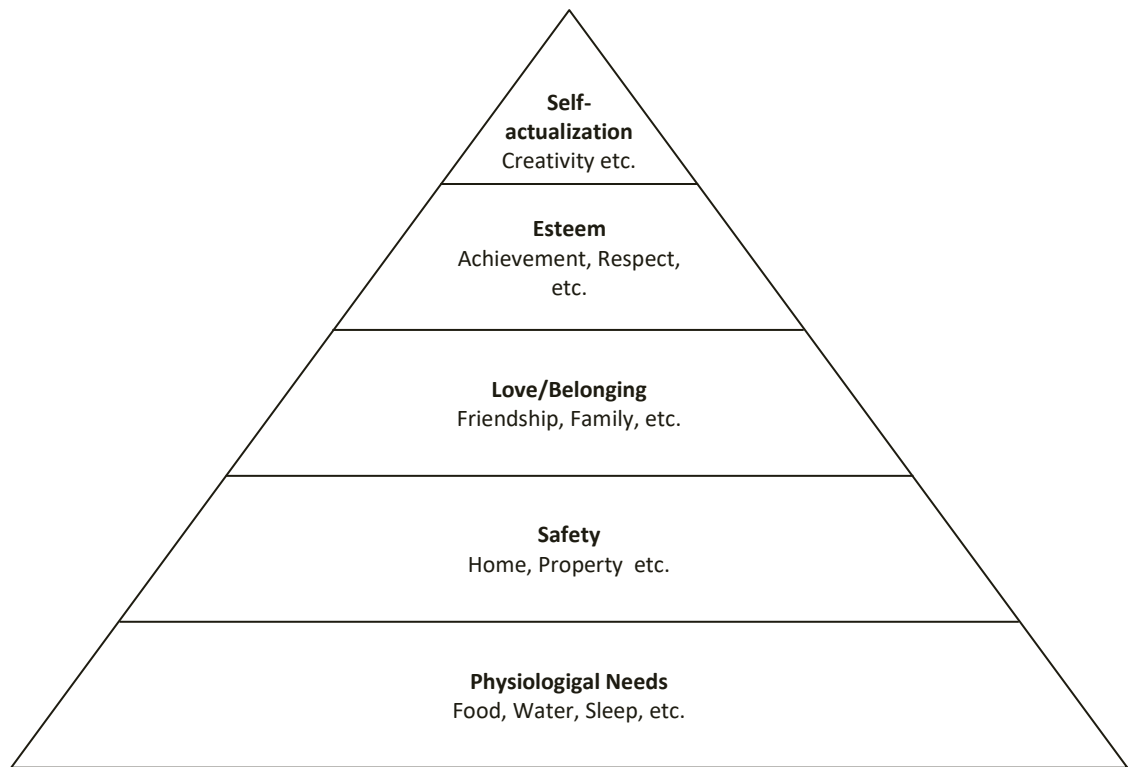 Self-
actualization
Creativity etc.
Esteem
Achievement, Respect,
etc.
Love/Belonging
Friendship, Family, etc.
Safety
Home, Property  etc.
Physiologigal Needs
Food, Water, Sleep, etc.